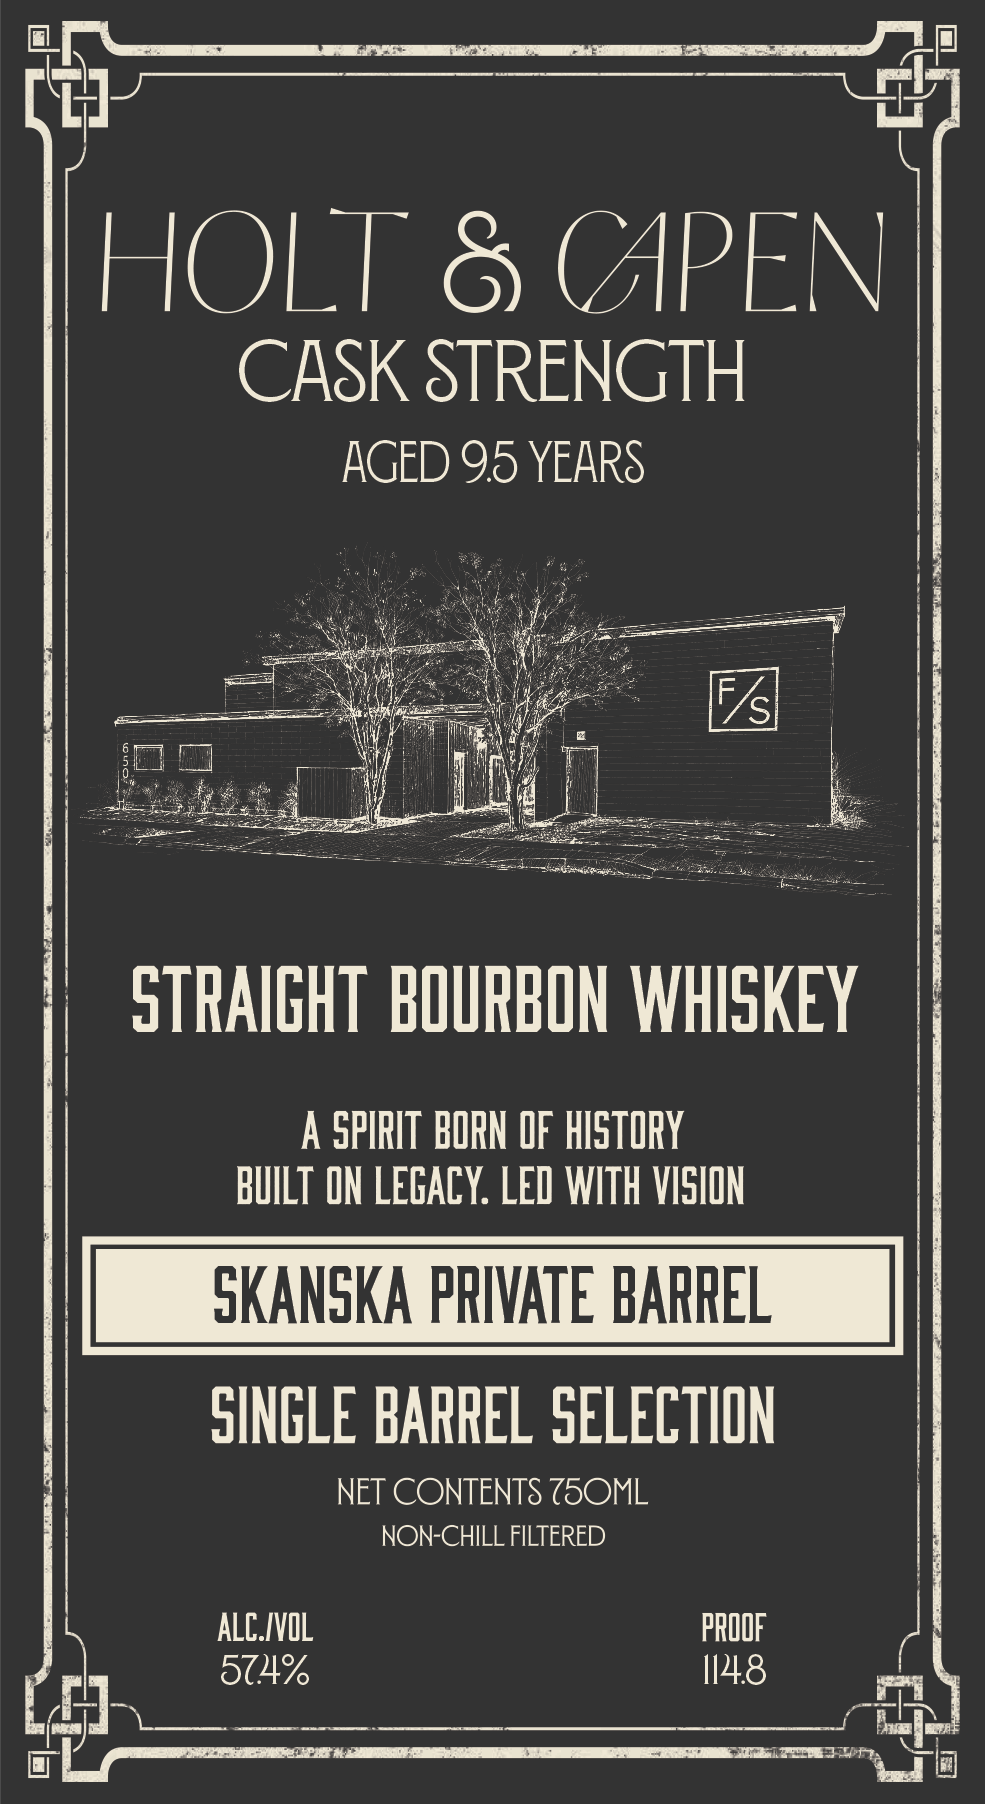 HOLT & CAPEN
CASK STRENGTH
AGED 9.5 YEARS
F/S
650
STRAIGHT BOURBON WHISKEY
A SPIRIT BORN OF HISTORY
BUILT ON LEGACY. LED WITH VISION
SKANSKA PRIVATE BARREL
SINGLE BARREL SELECTION
NET CONTENTS 750ML
NON-CHILL FILTERED
ALC./VOL
57.4%
PROOF
114.8